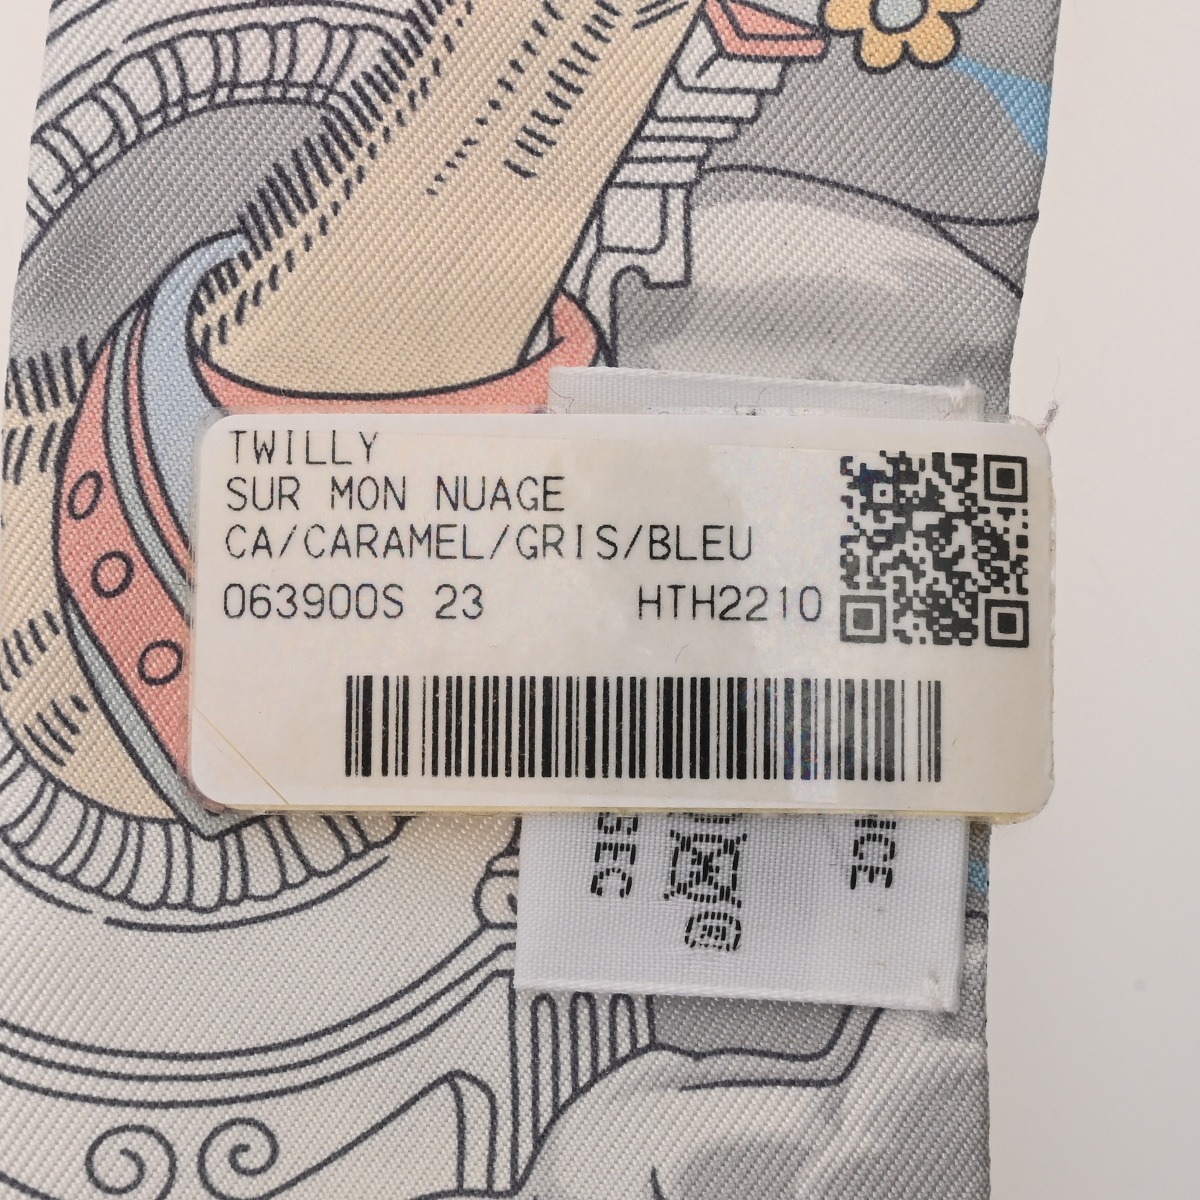 TWILLY
SUR MON NUAGE
CA/CARAMEL/GRIS/BLEU
063900S 23 HTH2210